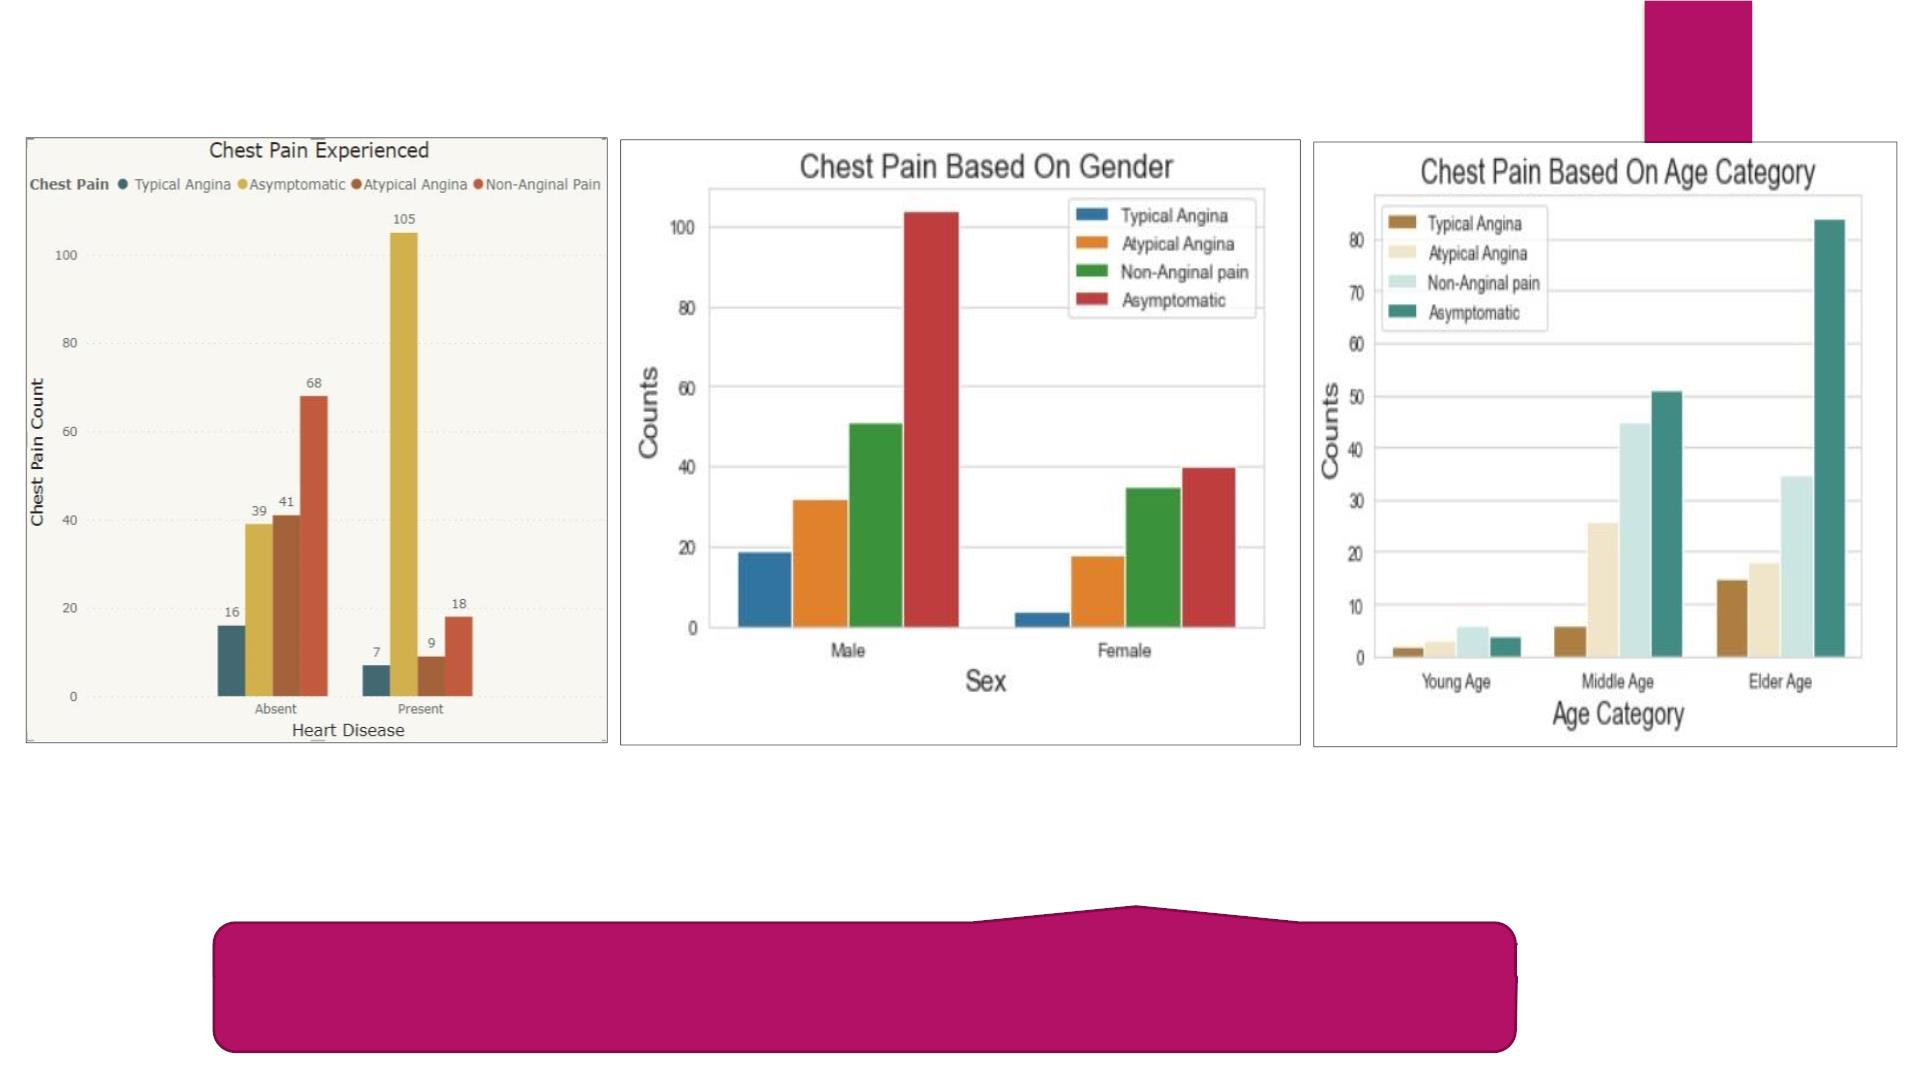 Chest Pain Experienced
Chest Pain Typical Angina Asymptomatic Atypical Angina Non-Anginal Pain
Chest Pain Count
100
80
60
40
20
0
105
68
39
41
16
7
9
18
Absent
Present
Heart Disease
Chest Pain Based On Gender
Typical Angina
Atypical Angina
Non-Anginal pain
Asymptomatic
Counts
100
80
60
40
20
0
Male
Female
Sex
Chest Pain Based On Age Category
Typical Angina
Atypical Angina
Non-Anginal pain
Asymptomatic
Counts
80
70
60
50
40
30
20
10
0
Young Age
Middle Age
Elder Age
Age Category